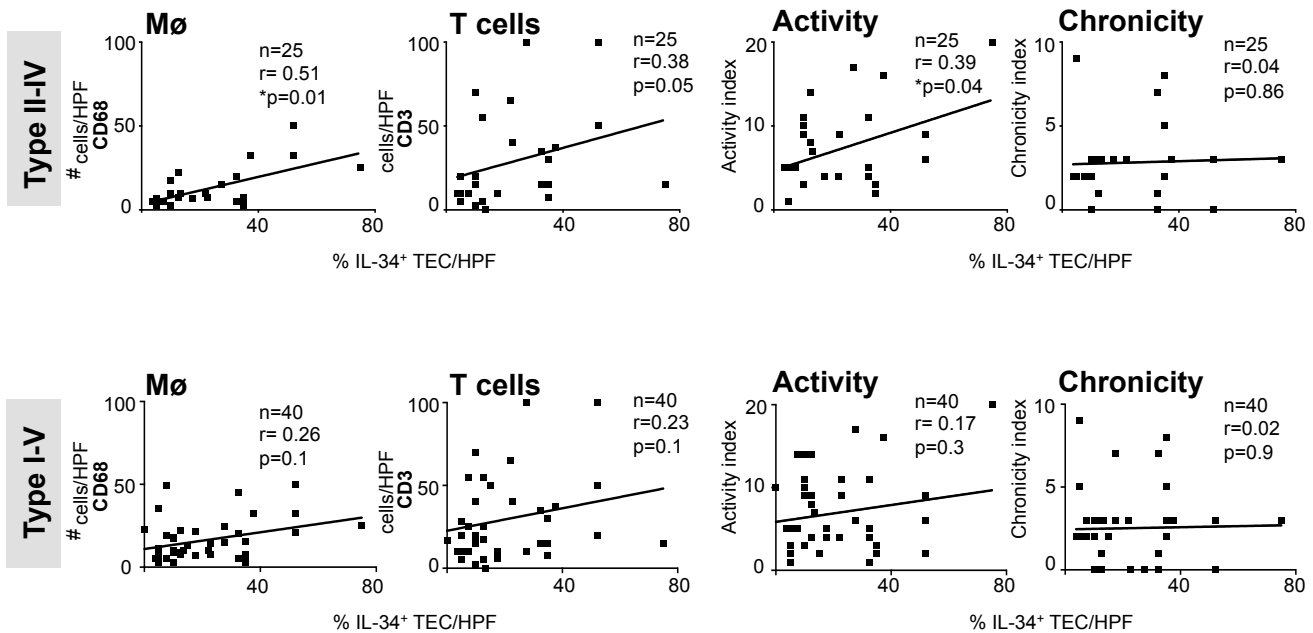 Type II-IV
Mø
# cells/HPF
CD68
100
50
0
40
80
n=25
r= 0.51
*p=0.01
T cells
cells/HPF
CD3
100
50
0
40
80
n=25
r=0.38
p=0.05
% IL-34⁺ TEC/HPF
Activity
Activity index
20
10
0
40
80
n=25
r= 0.39
*p=0.04
Chronicity
Chronicity index
10
5
0
40
80
n=25
r=0.04
p=0.86
% IL-34⁺ TEC/HPF
Type I-V
Mø
# cells/HPF
CD68
100
50
0
40
80
n=40
r= 0.26
p=0.1
T cells
cells/HPF
CD3
100
50
0
40
80
n=40
r=0.23
p=0.1
% IL-34⁺ TEC/HPF
Activity
Activity index
20
10
0
40
80
n=40
r= 0.17
p=0.3
Chronicity
Chronicity index
10
5
0
40
80
n=40
r=0.02
p=0.9
% IL-34⁺ TEC/HPF